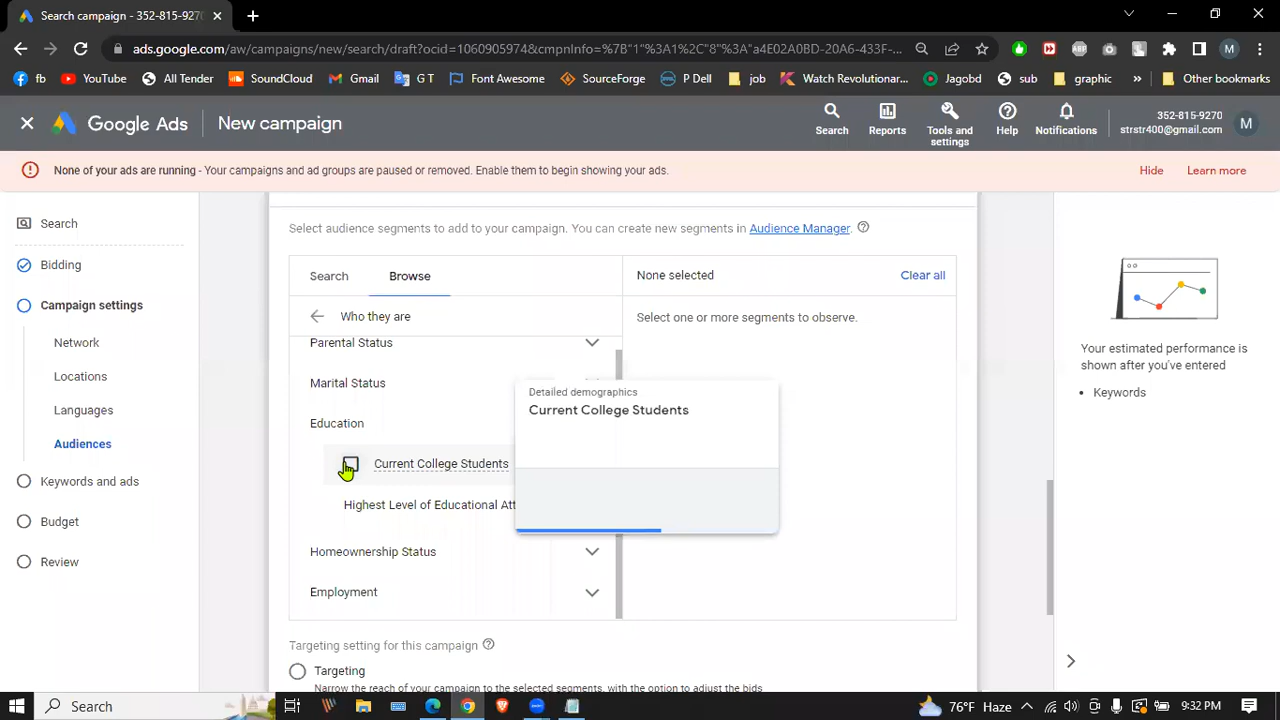 Search campaign - 352-815-9270
ads.google.com/aw/campaigns/new/search/draft?ocid=1060905974&cmpnInfo=%7B"1"%3A1%2C"8"%3A"a4E02A0BD-20A6-433F-...
M
fb
YouTube
All Tender
SoundCloud
Gmail
G T
Font Awesome
SourceForge
P Dell
job
Watch Revolutionar...
Jagobd
sub
graphic
»
Other bookmarks
Google Ads
New campaign
Search
Reports
Tools and
settings
Help
Notifications
352-815-9270
strstr400@gmail.com
M
None of your ads are running - Your campaigns and ad groups are paused or removed. Enable them to begin showing your ads.
Hide
Learn more
Search
Bidding
Campaign settings
Network
Locations
Languages
Audiences
Keywords and ads
Budget
Review
Select audience segments to add to your campaign. You can create new segments in Audience Manager.
Search
Browse
None selected
Clear all
Who they are
Select one or more segments to observe.
Parental Status
Marital Status
Education
Current College Students
Highest Level of Educational Att
Homeownership Status
Employment
Detailed demographics
Current College Students
Targeting setting for this campaign
Targeting
Narrow the reach of your campaign to the selected segments, with the option to adjust the bids
Your estimated performance is
shown after you've entered
• Keywords
Search
76°F Haze
9:32 PM